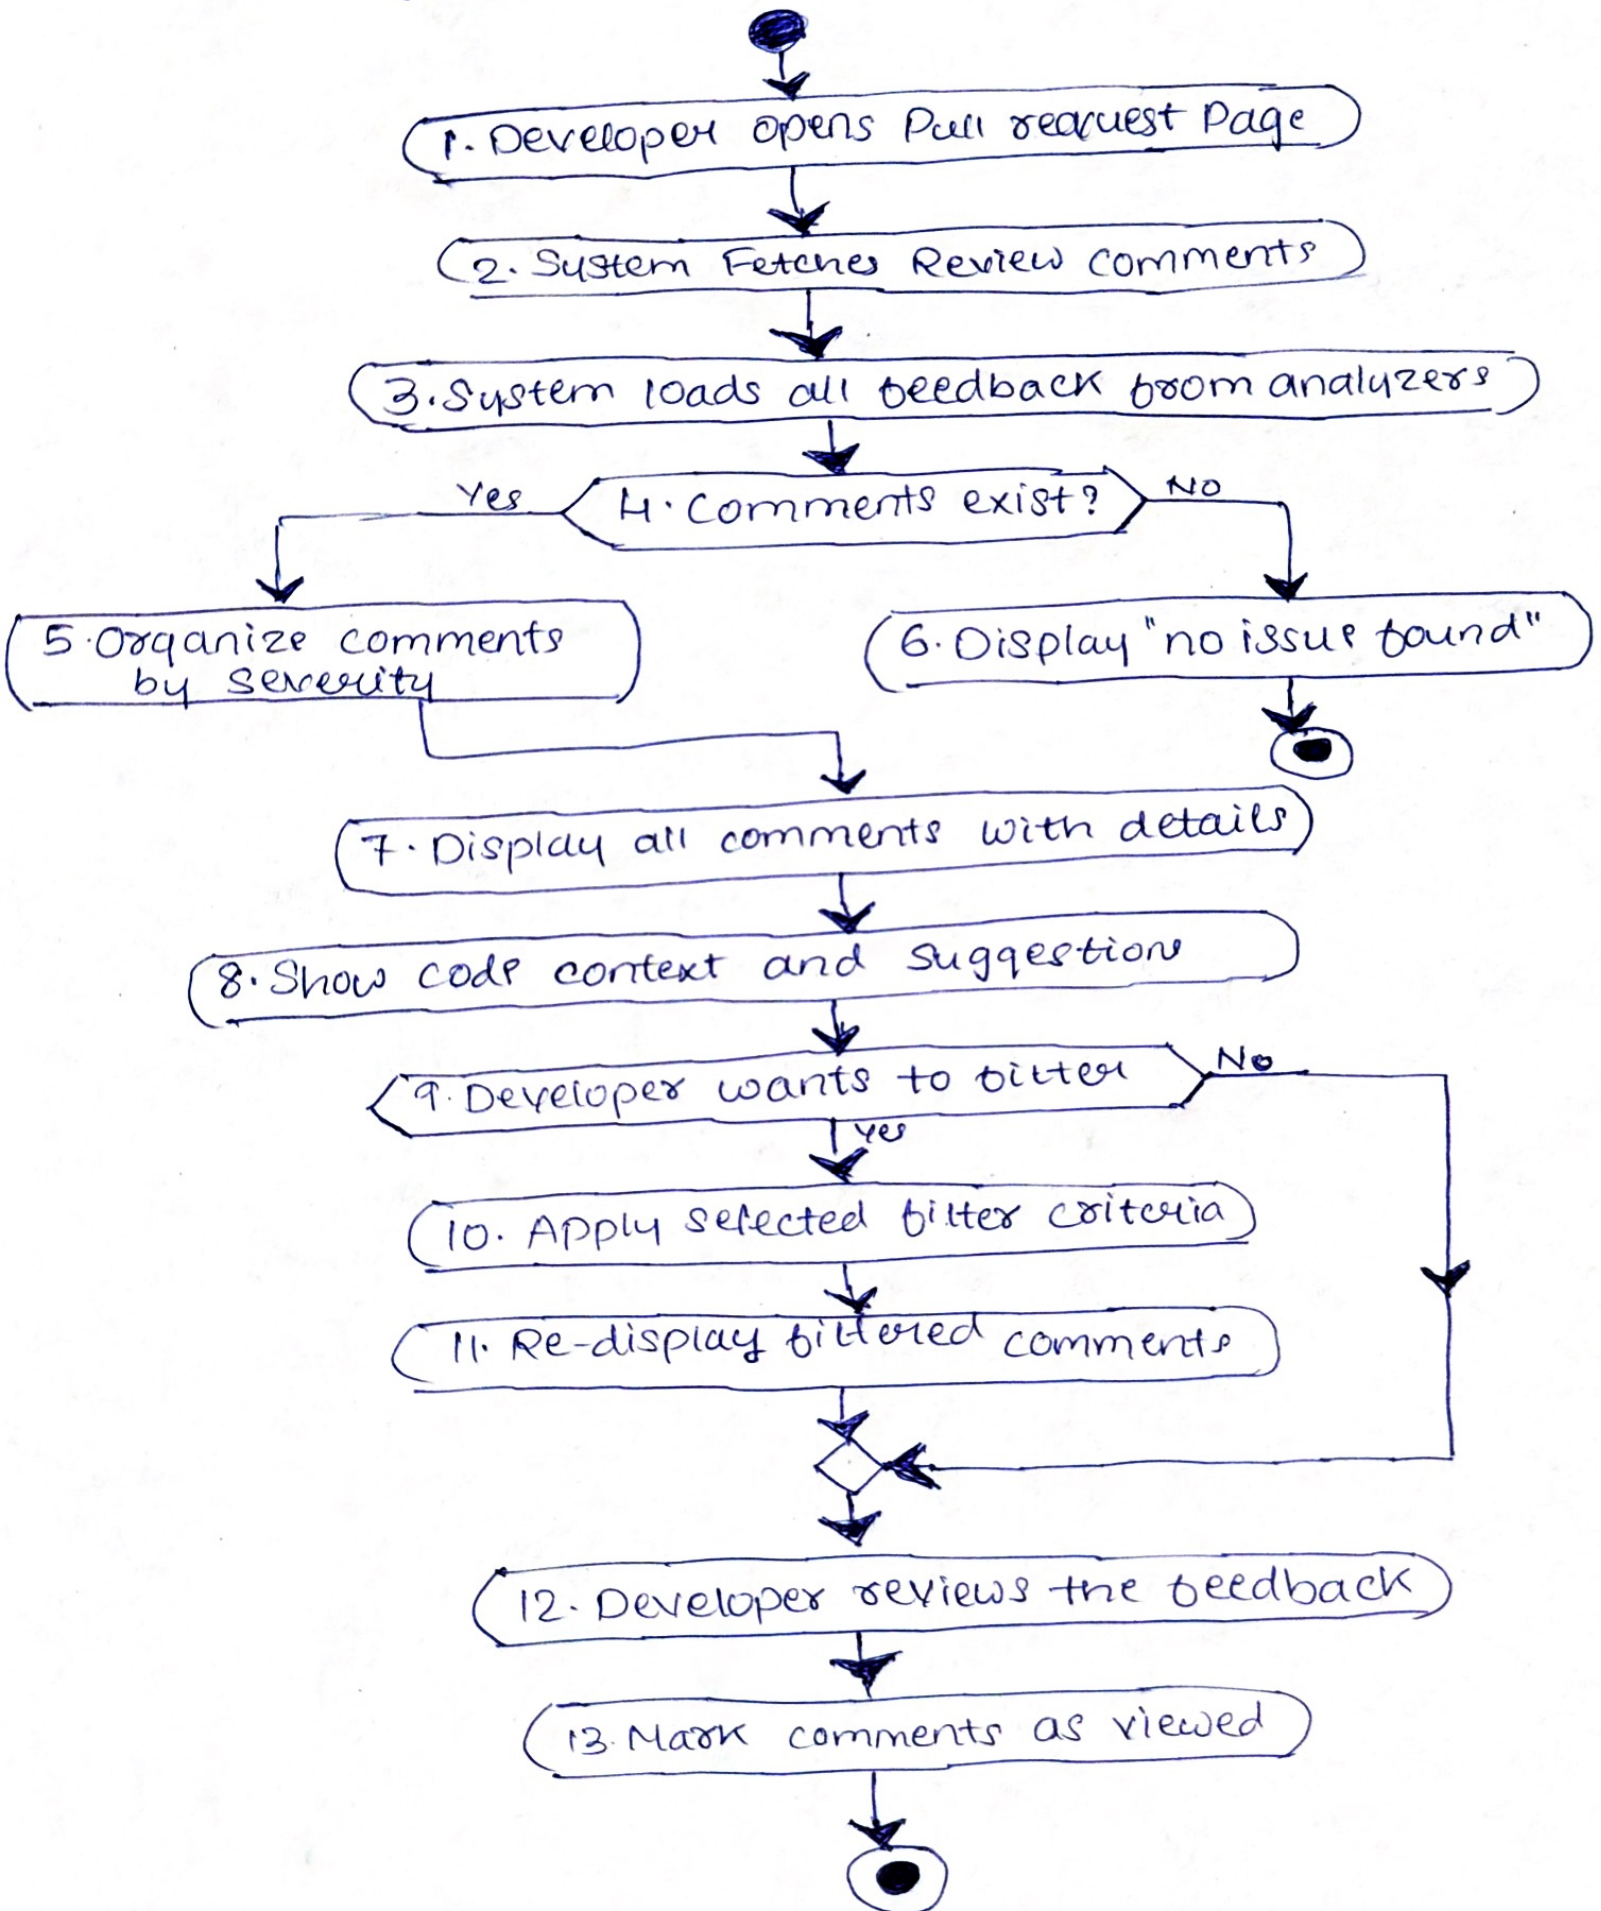 1. Developer opens Pull request Page
2. System Fetches Review comments
3. System loads all feedback from analyzers
4. Comments exist?
Yes
NO
5. Organize comments
by severity
6. Display "no issue found"
7. Display all comments with details
8. Show code context and suggestions
9. Developer wants to filter
No
Yes
10. Apply selected filter criteria
11. Re-display filtered comments
12. Developer reviews the feedback
13. Mark comments as viewed